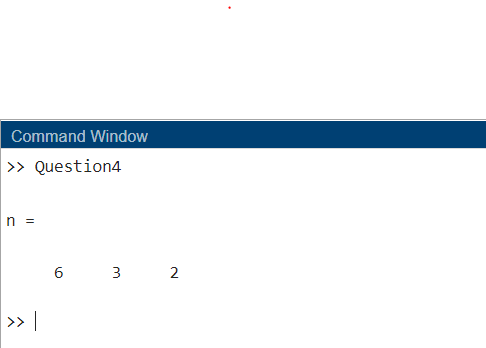 Command Window
>> Question4
n =
6 3 2
>>